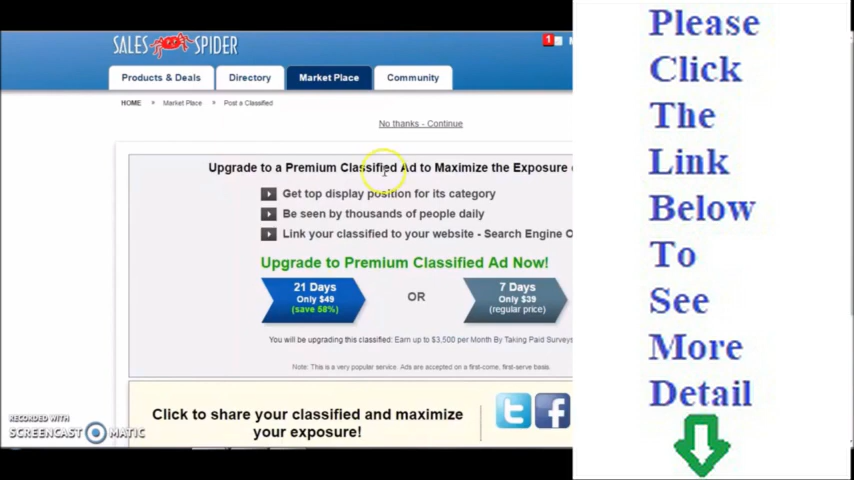 SALES SPIDER
1
Products & Deals
Directory
Market Place
Community
HOME
Market Place
Post a Classified
No thanks - Continue
Upgrade to a Premium Classified Ad to Maximize the Exposure
Get top display position for its category
Be seen by thousands of people daily
Link your classified to your website - Search Engine O
Upgrade to Premium Classified Ad Now!
21 Days
Only $49
(save 58%)
OR
7 Days
Only $39
(regular price)
You will be upgrading this classified: Earn up to $3,500 per Month By Taking Paid Surveys
Note: This is a very popular service. Ads are accepted on a first-come, first-serve basis.
Click to share your classified and maximize
your exposure!
RECORDED WITH
SCREENCAST MATIC
Please
Click
The
Link
Below
To
See
More
Detail